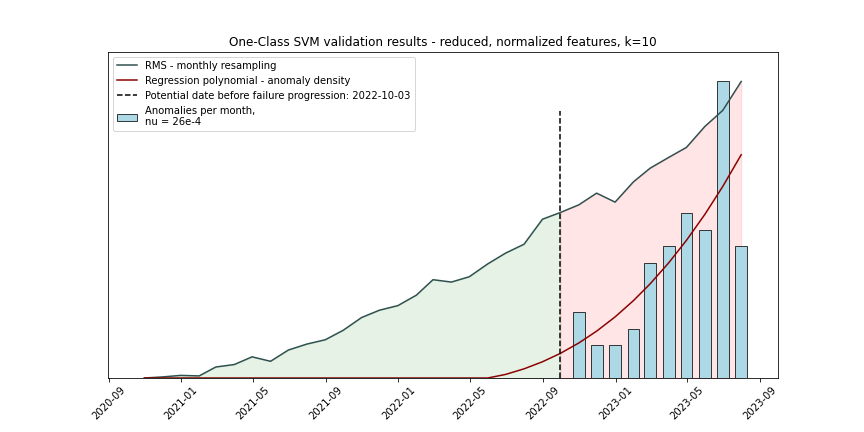 One-Class SVM validation results - reduced, normalized features, k=10
RMS - monthly resampling
Regression polynomial - anomaly density
Potential date before failure progression: 2022-10-03
Anomalies per month,
nu = 26e-4
2020-09
2021-01
2021-05
2021-09
2022-01
2022-05
2022-09
2023-01
2023-05
2023-09